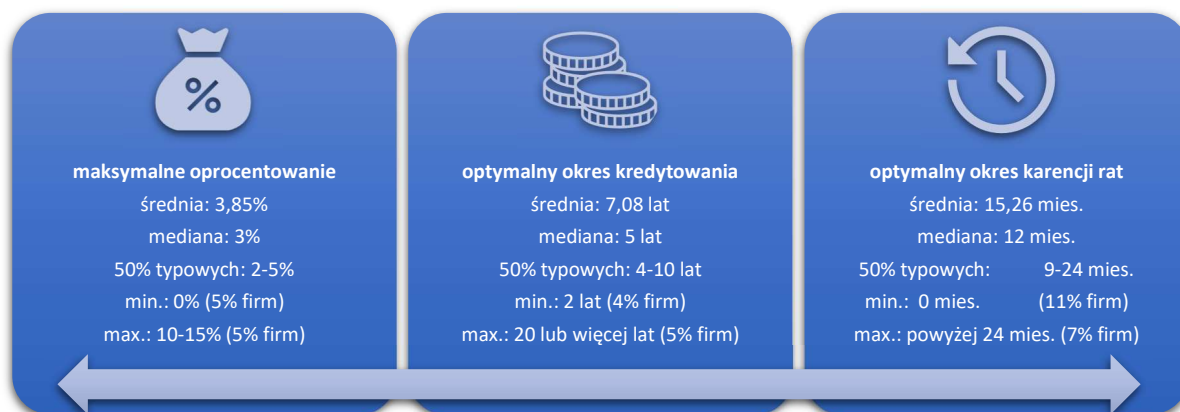 %
maksymalne oprocentowanie
średnia: 3,85%
mediana: 3%
50% typowych: 2-5%
min.: 0% (5% firm)
max.: 10-15% (5% firm)
optymalny okres kredytowania
średnia: 7,08 lat
mediana: 5 lat
50% typowych: 4-10 lat
min.: 2 lat (4% firm)
max.: 20 lub więcej lat (5% firm)
optymalny okres karencji rat
średnia: 15,26 mies.
mediana: 12 mies.
50% typowych: 9-24 mies.
min.: 0 mies. (11% firm)
max.: powyżej 24 mies. (7% firm)